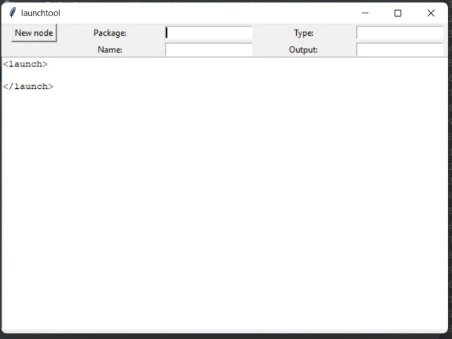 launchtool
New node Package: Type:
Name: Output:
<launch>
</launch>